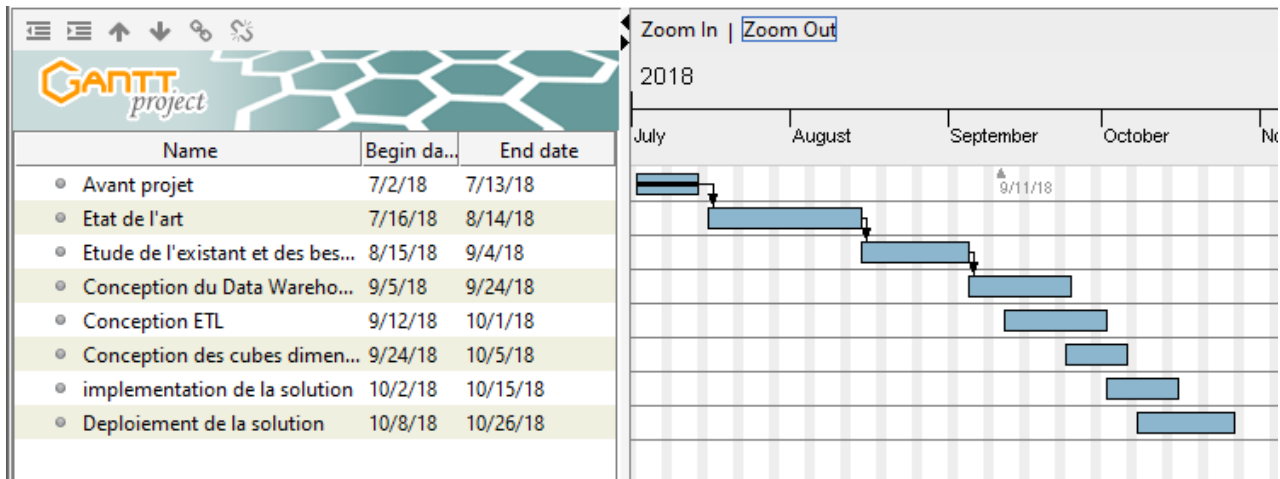 Zoom In | Zoom Out
GANTT
project
2018
July August September October
Name Begin da... End date
9/11/18
Avant projet 7/2/18 7/13/18
Etat de l'art 7/16/18 8/14/18
Etude de l'existant et des bes... 8/15/18 9/4/18
Conception du Data Wareho... 9/5/18 9/24/18
Conception ETL 9/12/18 10/1/18
Conception des cubes dimen... 9/24/18 10/5/18
implementation de la solution 10/2/18 10/15/18
Deploiement de la solution 10/8/18 10/26/18